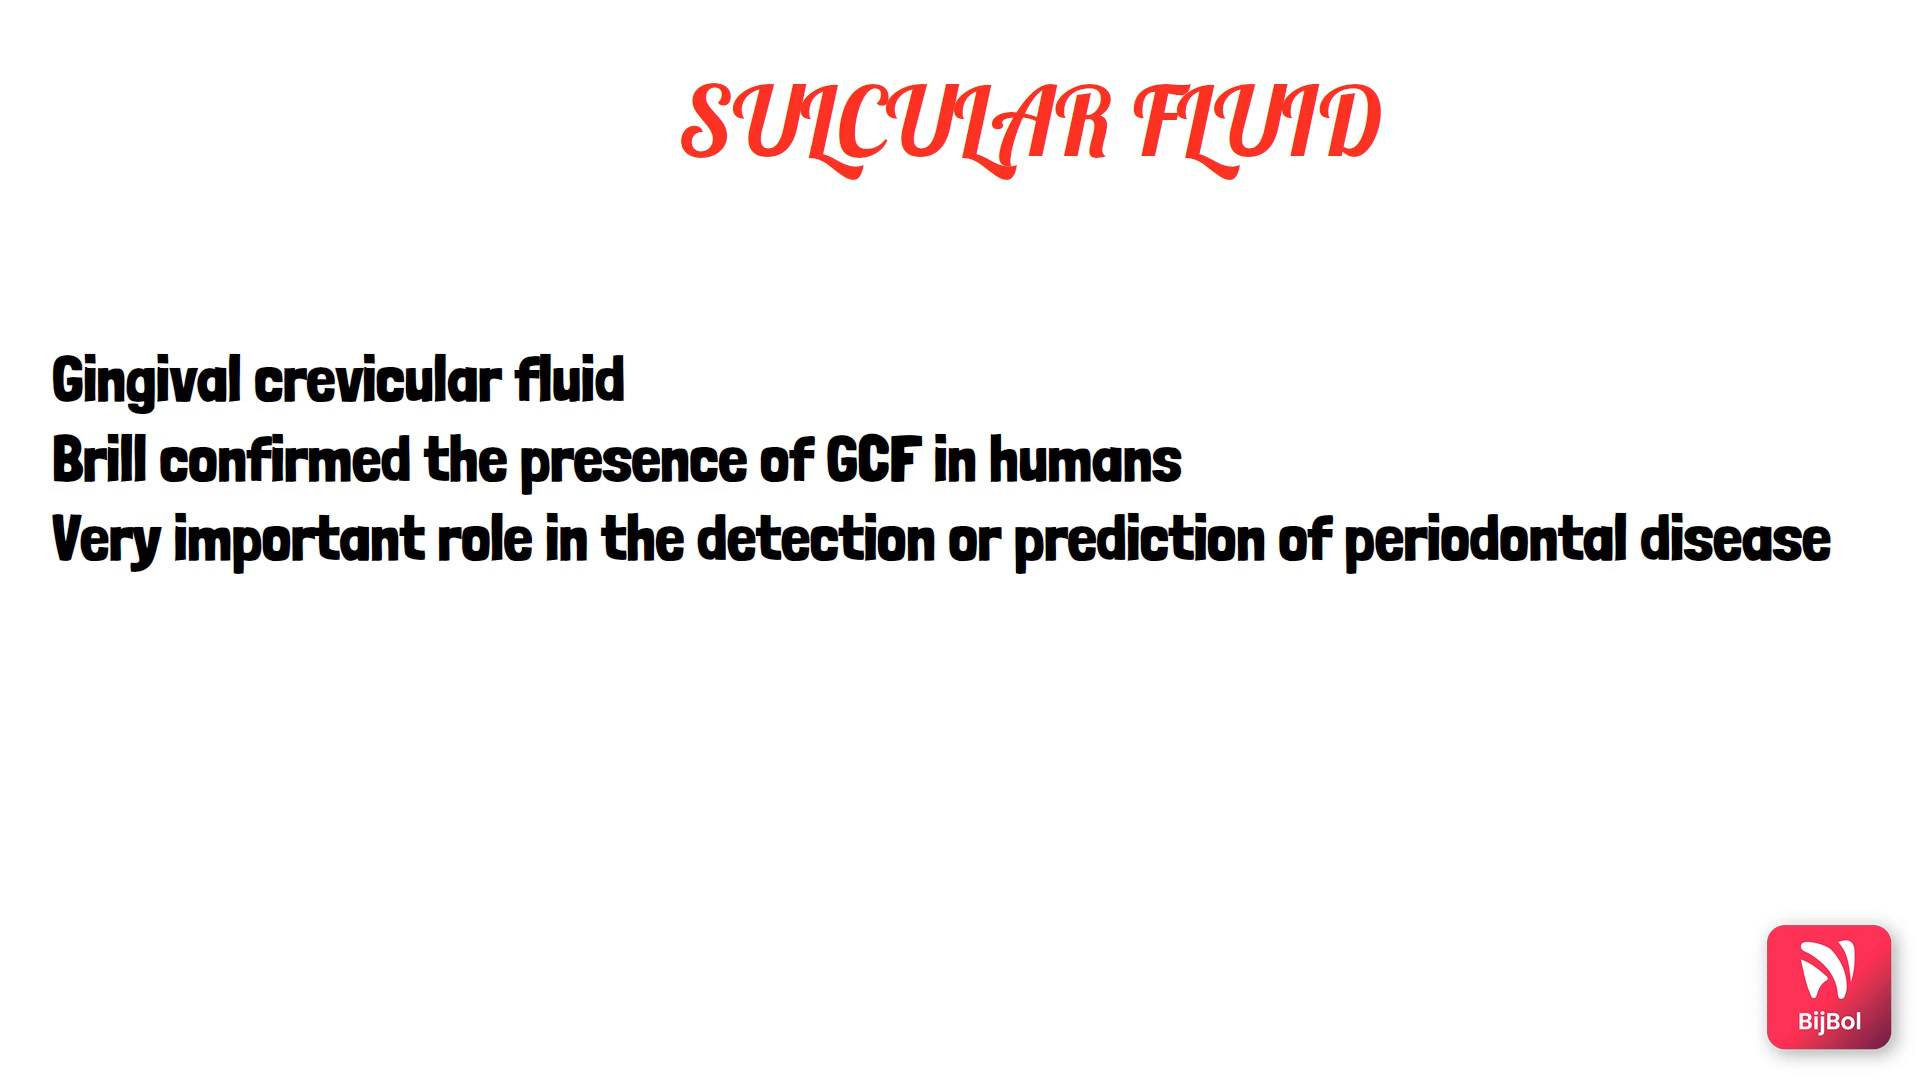 SULCULAR FLUID
Gingival crevicular fluid
Brill confirmed the presence of GCF in humans
Very important role in the detection or prediction of periodontal disease
BijBol